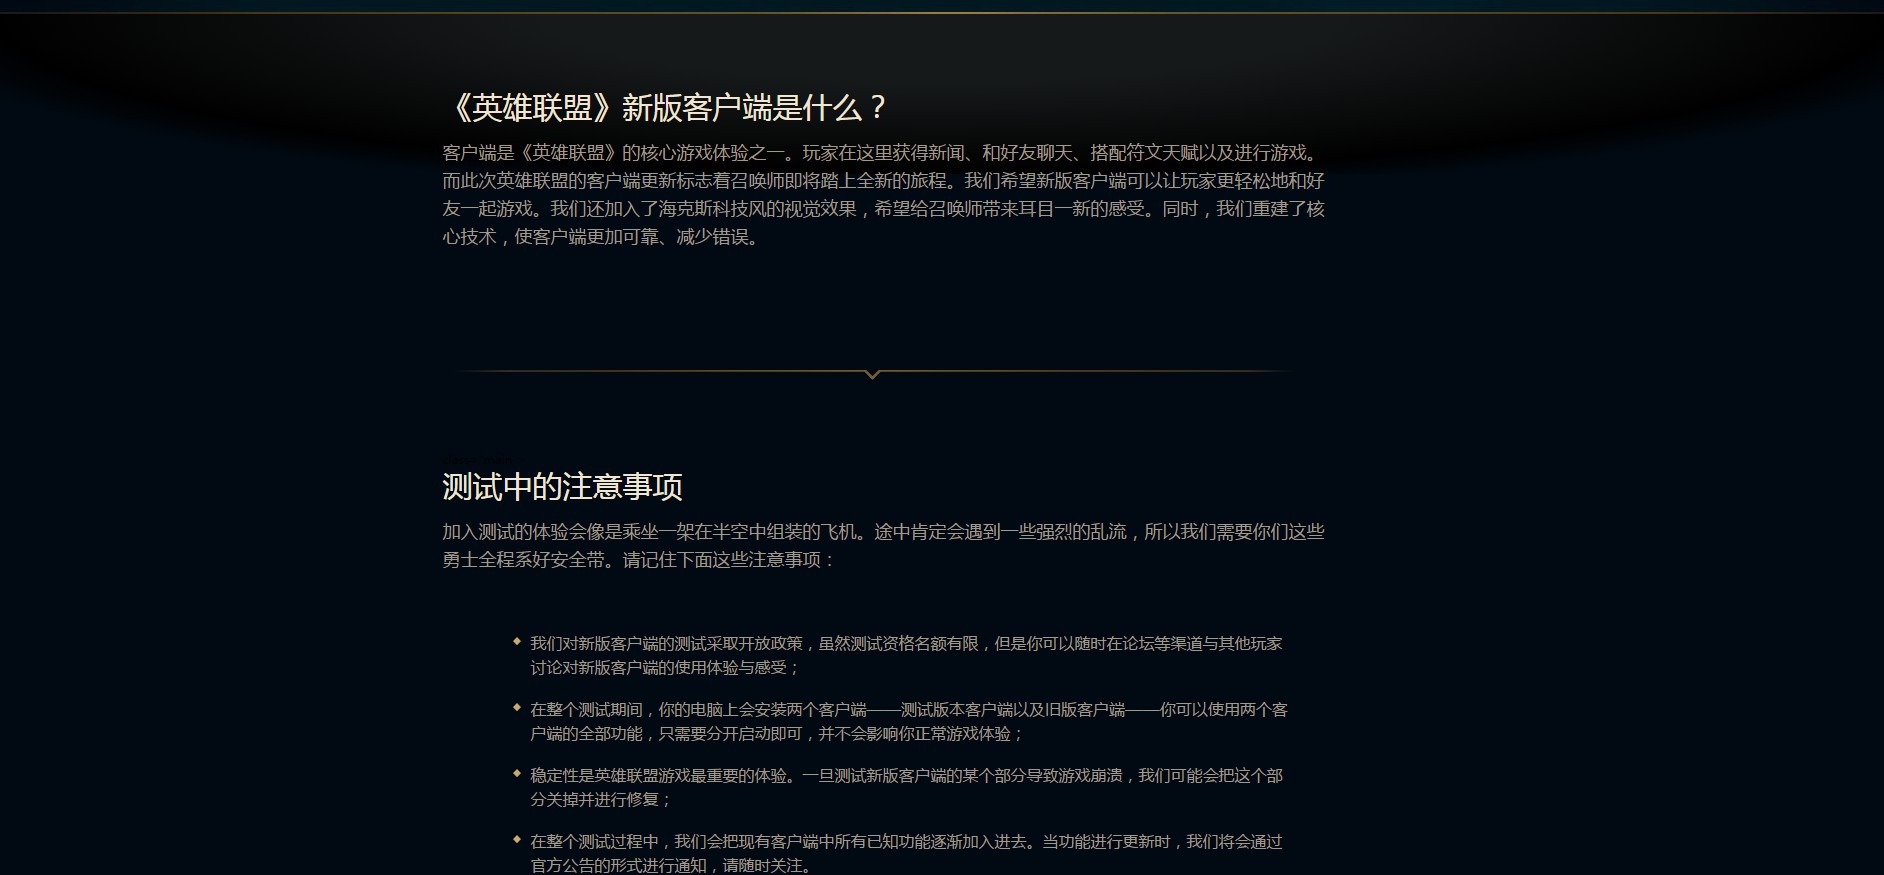 《英雄联盟》新版客户端是什么？
客户端是《英雄联盟》的核心游戏体验之一。玩家在这里获得新闻、和好友聊天、搭配符文天赋以及进行游戏。
而此次英雄联盟的客户端更新标志着召唤师即将踏上全新的旅程。我们希望新版客户端可以让玩家更轻松地和好
友一起游戏。我们还加入了海克斯科技风的视觉效果，希望给召唤师带来耳目一新的感受。同时，我们重建了核
心技术，使客户端更加可靠、减少错误。
测试中的注意事项
加入测试的体验会像是乘坐一架在半空中组装的飞机。途中肯定会遇到一些强烈的乱流，所以我们需要你们这些
勇士全程系好安全带。请记住下面这些注意事项：
我们对新版客户端的测试采取开放政策，虽然测试资格名额有限，但是你可以随时在论坛等渠道与其他玩家
讨论对新版客户端的使用体验与感受；
在整个测试期间，你的电脑上会安装两个客户端——测试版本客户端以及旧版客户端——你可以使用两个客
户端的全部功能，只需要分开启动即可，并不会影响你正常游戏体验；
稳定性是英雄联盟游戏最重要的体验。一旦测试新版客户端的某个部分导致游戏崩溃，我们可能会把这个部
分关掉并进行修复；
在整个测试过程中，我们会把现有客户端中所有已知功能逐渐加入进去。当功能进行更新时，我们将会通过
官方公告的形式进行通知，请随时关注。